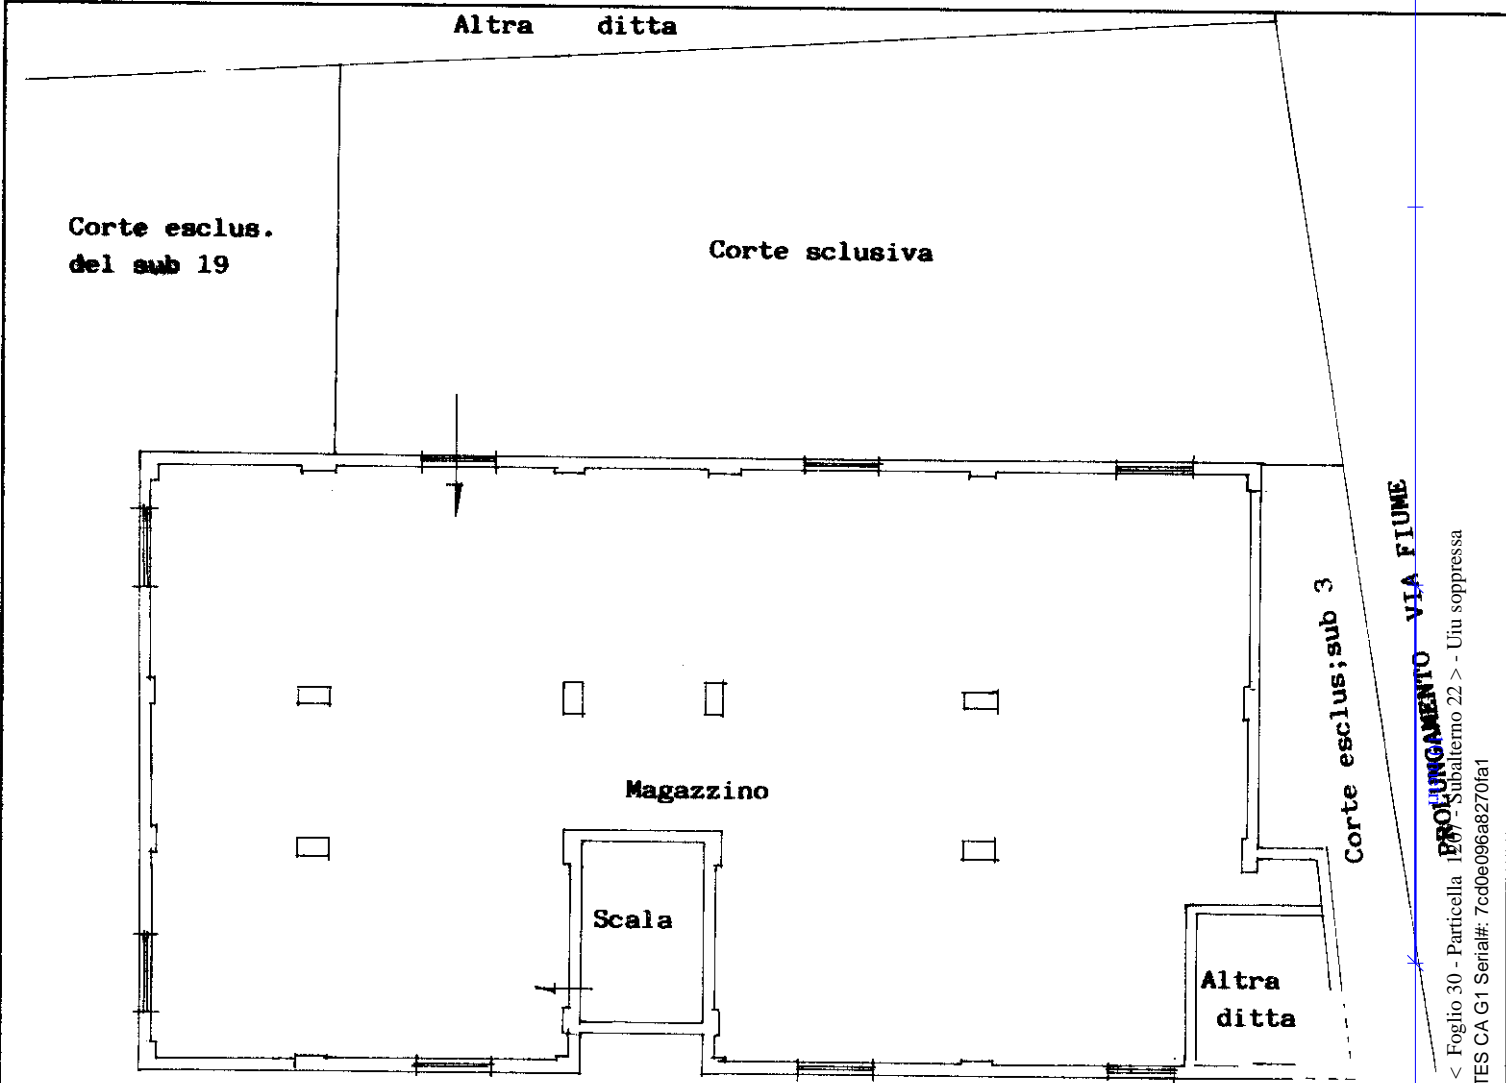 Altra ditta
Corte esclus.
del sub 19
Corte sclusiva
Magazzino
Scala
Altra
ditta
Corte esclus;sub 3
PROLUNGAMENTO VIA FIUME
< Foglio 30 - Particella 1207 - Subalterno 22 > - Uiu soppressa
TES CA G1 Serial#: 7cd0e096a8270fa1